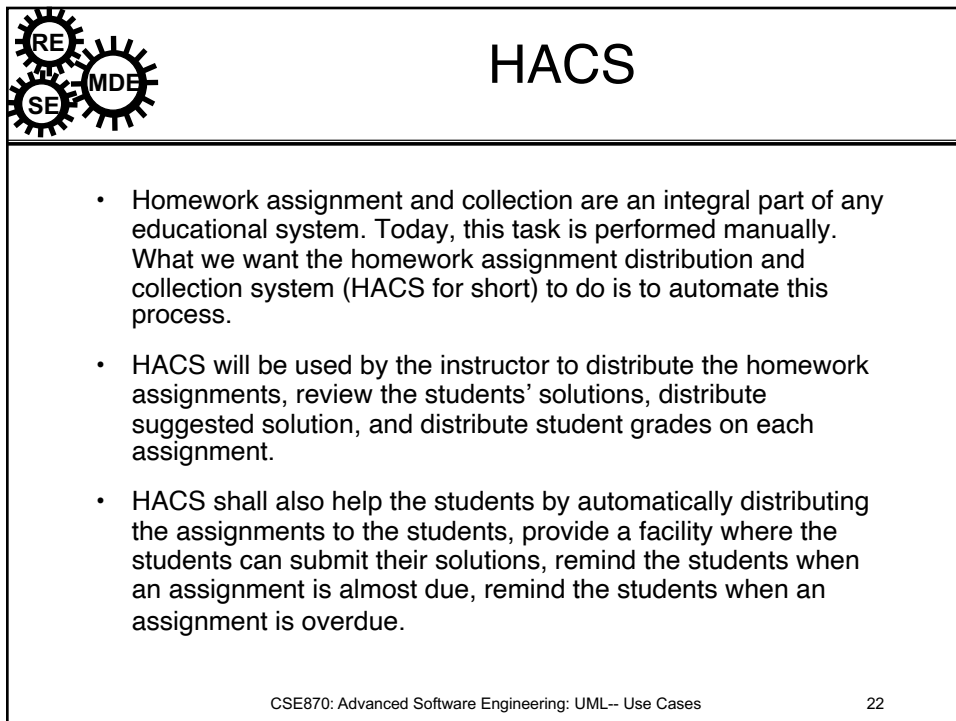 RE
MDE
SE
HACS
• Homework assignment and collection are an integral part of any
educational system. Today, this task is performed manually.
What we want the homework assignment distribution and
collection system (HACS for short) to do is to automate this
process.
• HACS will be used by the instructor to distribute the homework
assignments, review the students’ solutions, distribute
suggested solution, and distribute student grades on each
assignment.
• HACS shall also help the students by automatically distributing
the assignments to the students, provide a facility where the
students can submit their solutions, remind the students when
an assignment is almost due, remind the students when an
assignment is overdue.
CSE870: Advanced Software Engineering: UML-- Use Cases 22